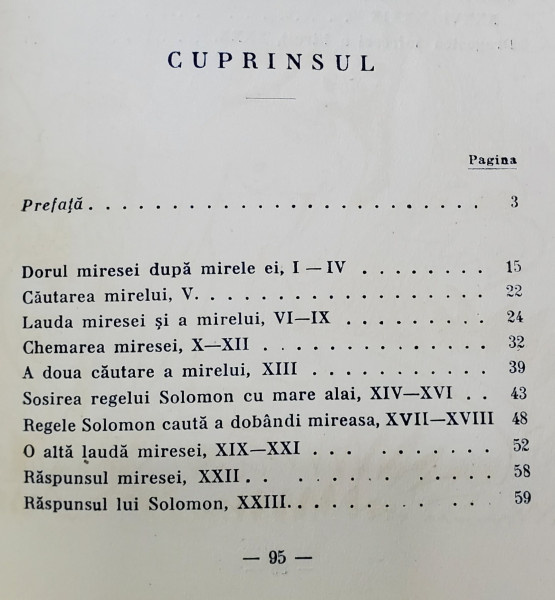 CUPRINSUL
Pagina
Prefață . . . . . . . . . . . . . . . . . . . . . . . . 3
Dorul miresei după mirele ei, I — IV . . . . . . . . 15
Căutarea mirelui, V. . . . . . . . . . . . . . . . . . 22
Lauda miresei și a mirelui, VI—IX . . . . . . . . . 24
Chemarea miresei, X—XII . . . . . . . . . . . . . 32
A doua căutare a mirelui, XIII . . . . . . . . . . 39
Sosirea regelui Solomon cu mare alai, XIV—XVI . . 43
Regele Solomon caută a dobândi mireasa, XVII—XVIII 48
O altă laudă miresei, XIX—XXI . . . . . . . . . . 52
Răspunsul miresei, XXII . . . . . . . . . . . . . 58
Răspunsul lui Solomon, XXIII. . . . . . . . . . . 59
— 95 —